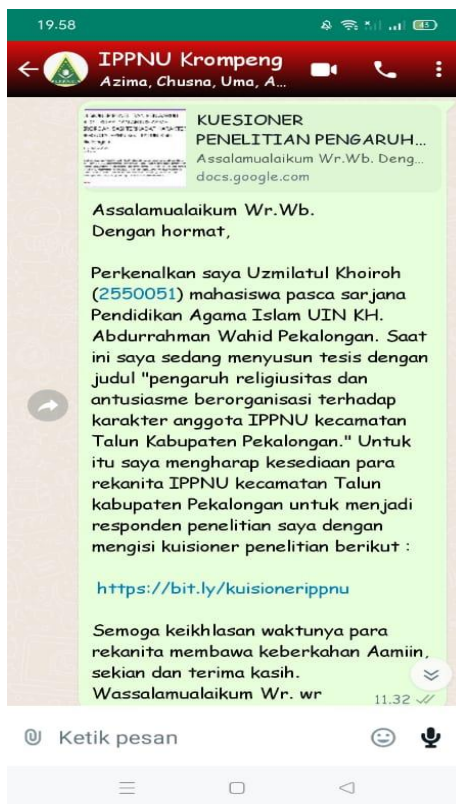 19.58
IPPNU Krompeng
Azima, Chusna, Uma, A...
KUESIONER
PENELITIAN PENGARUH...
Assalamualaikum Wr.Wb. Deng...
docs.google.com
Assalamualaikum Wr.Wb.
Dengan hormat,
Perkenalkan saya Uzmilatul Khoiroh
(2550051) mahasiswa pasca sarjana
Pendidikan Agama Islam UIN KH.
Abdurrahman Wahid Pekalongan. Saat
ini saya sedang menyusun tesis dengan
judul "pengaruh religiusitas dan
antusiasme berorganisasi terhadap
karakter anggota IPPNU kecamatan
Talun Kabupaten Pekalongan." Untuk
itu saya mengharap kesediaan para
rekanita IPPNU kecamatan Talun
kabupaten Pekalongan untuk menjadi
responden penelitian saya dengan
mengisi kuisioner penelitian berikut :
https://bit.ly/kuisionerippnu
Semoga keikhlasan waktunya para
rekanita membawa keberkahan Aamiin,
sekian dan terima kasih.
Wassalamualaikum Wr. wr
11.32
Ketik pesan